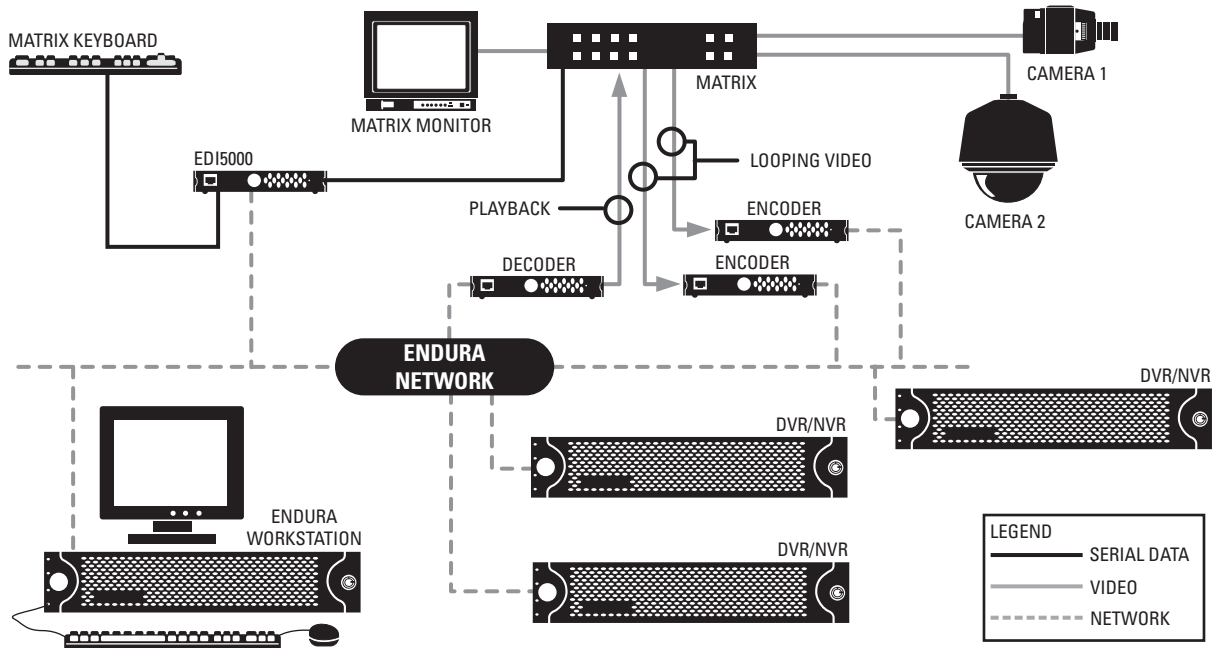 MATRIX KEYBOARD
MATRIX MONITOR
MATRIX
CAMERA 1
CAMERA 2
EDI5000
LOOPING VIDEO
PLAYBACK
ENCODER
DECODER
ENCODER
ENDURA
NETWORK
DVR/NVR
DVR/NVR
DVR/NVR
ENDURA
WORKSTATION
LEGEND
SERIAL DATA
VIDEO
NETWORK